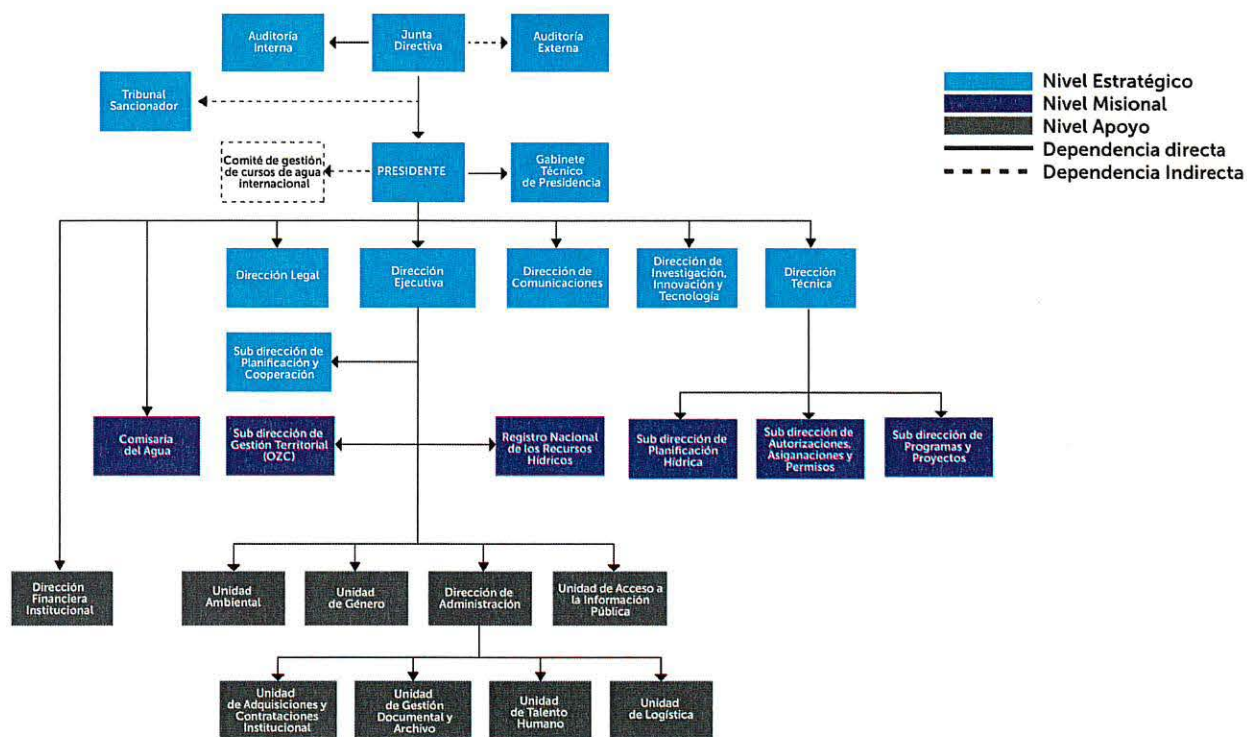 Auditoría
Interna
Junta
Directiva
Auditoría
Externa
Tribunal
Sancionador
Comité de gestión
de cursos de agua
internacional
PRESIDENTE
Gabinete
Técnico
de Presidencia
Nivel Estratégico
Nivel Misional
Nivel Apoyo
Dependencia directa
Dependencia Indirecta
Dirección Legal
Dirección
Ejecutiva
Dirección de
Comunicaciones
Dirección de
Investigación,
Innovación y
Tecnología
Dirección
Técnica
Sub dirección de
Planificación y
Cooperación
Comisaría
del Agua
Sub dirección de
Gestión Territorial
(OZC)
Registro Nacional
de los Recursos
Hídricos
Sub dirección de
Planificación
Hídrica
Sub dirección de
Autorizaciones,
Asiganaciones y
Permisos
Sub dirección de
Programas y
Proyectos
Dirección
Financiera
Institucional
Unidad
Ambiental
Unidad
de Género
Dirección de
Administración
Unidad de Acceso a
la Información
Pública
Unidad
de Adquisiciones y
Contrataciones
Institucional
Unidad
de Gestión
Documental y
Archivo
Unidad
de Talento
Humano
Unidad
de Logística